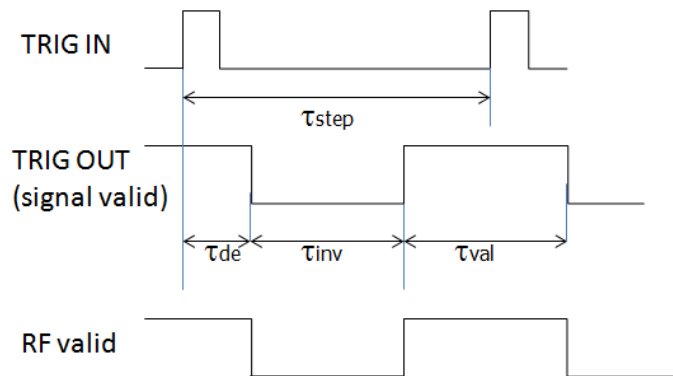 TRIG IN
τstep
TRIG OUT
(signal valid)
τde
τinv
τval
RF valid